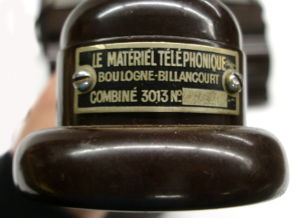 LE MATÉRIEL TÉLÉPHONIQUE
BOULOGNE-BILLANCOURT
COMBINÉ 3013 N°